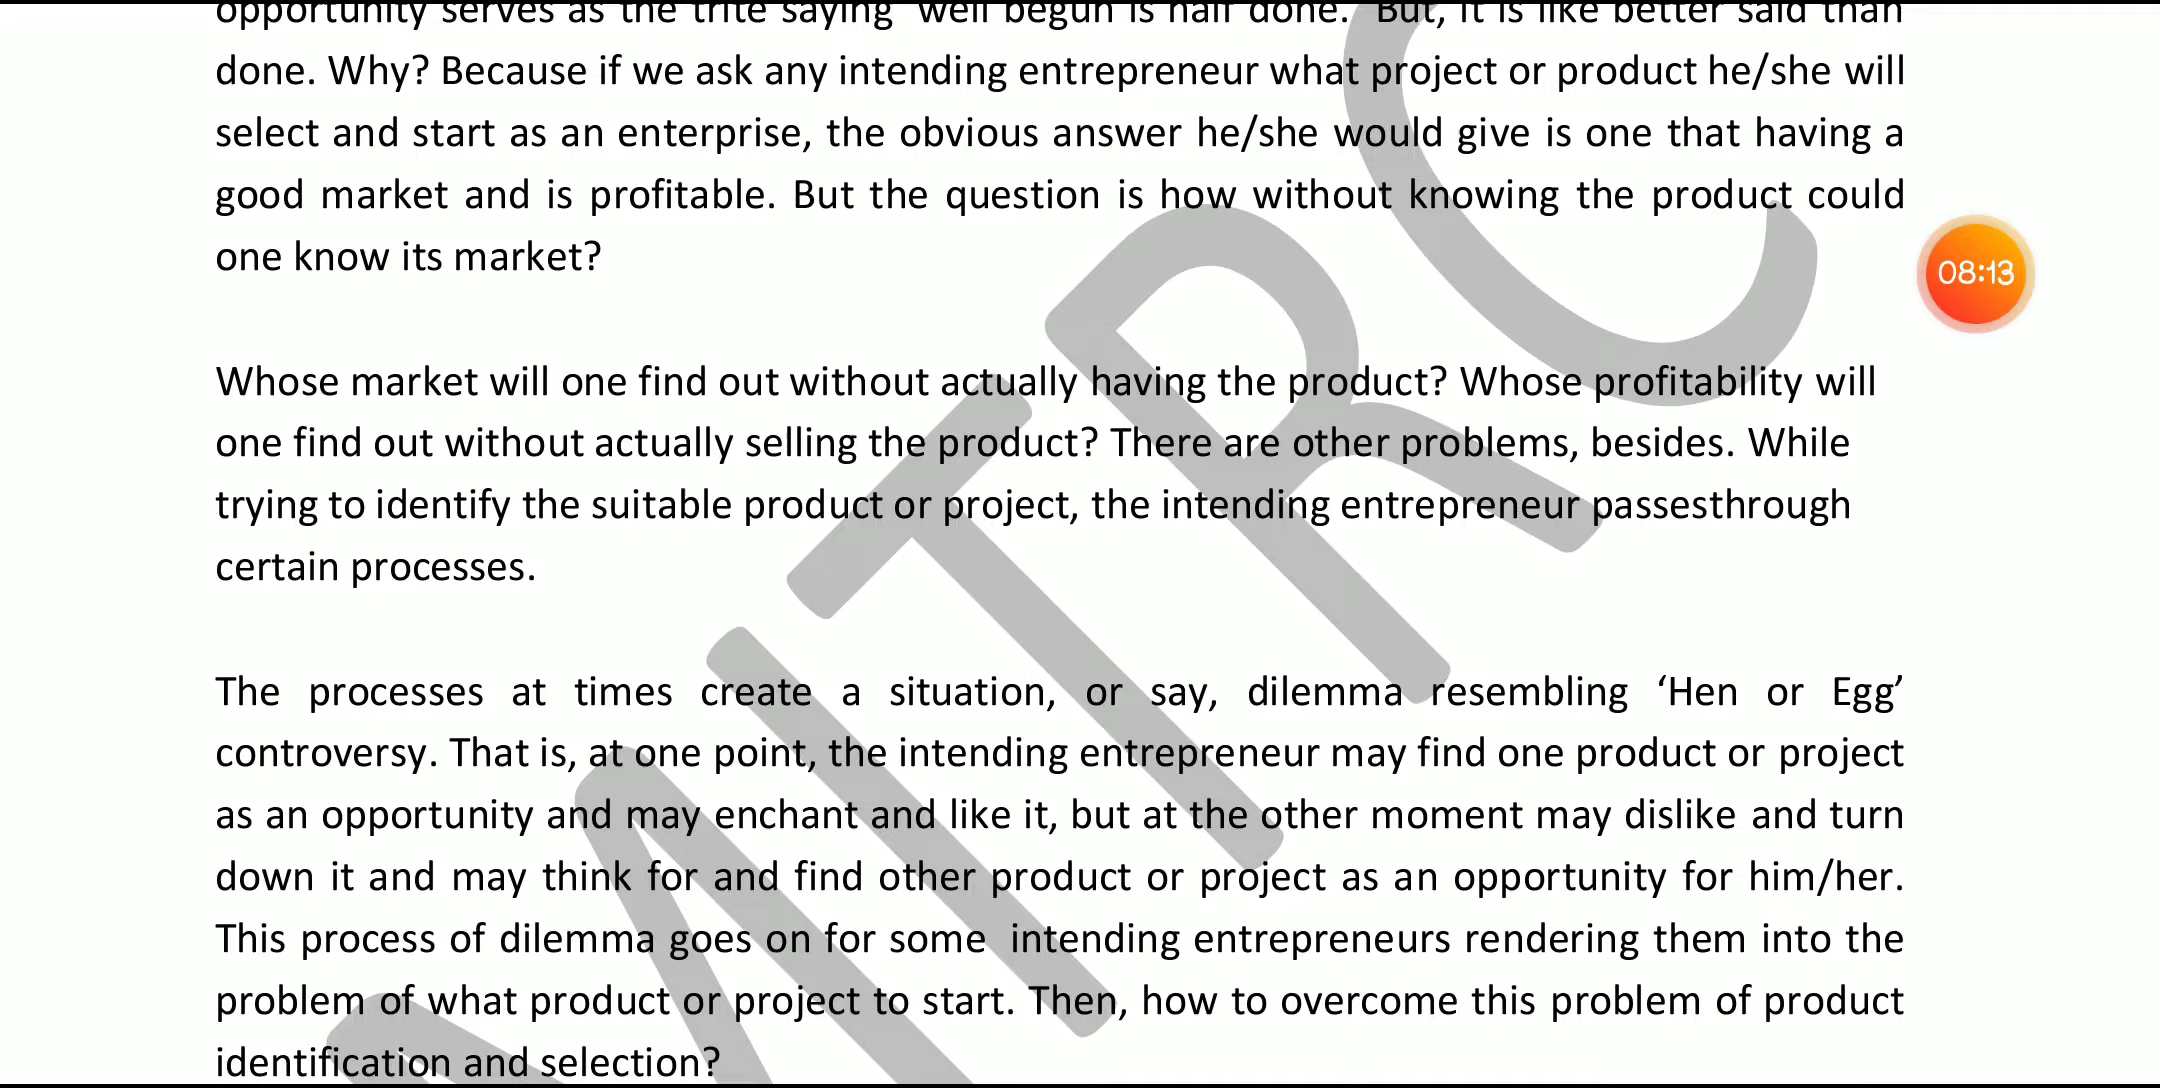 opportunity serves as the trite saying 'well begun is half done.' But, it is like better said than
done. Why? Because if we ask any intending entrepreneur what project or product he/she will
select and start as an enterprise, the obvious answer he/she would give is one that having a
good market and is profitable. But the question is how without knowing the product could
one know its market?
08:13
Whose market will one find out without actually having the product? Whose profitability will
one find out without actually selling the product? There are other problems, besides. While
trying to identify the suitable product or project, the intending entrepreneur passesthrough
certain processes.
The processes at times create a situation, or say, dilemma resembling ‘Hen or Egg’
controversy. That is, at one point, the intending entrepreneur may find one product or project
as an opportunity and may enchant and like it, but at the other moment may dislike and turn
down it and may think for and find other product or project as an opportunity for him/her.
This process of dilemma goes on for some intending entrepreneurs rendering them into the
problem of what product or project to start. Then, how to overcome this problem of product
identification and selection?
MITRC